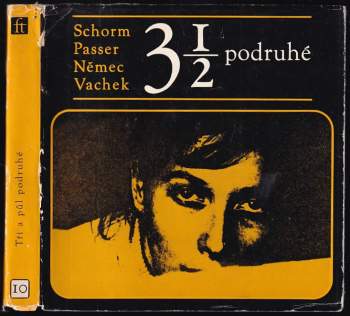 ft
Tři a půl podruhé
10
Schorm
Passer
Němec
Vachek
3 1/2 podruhé